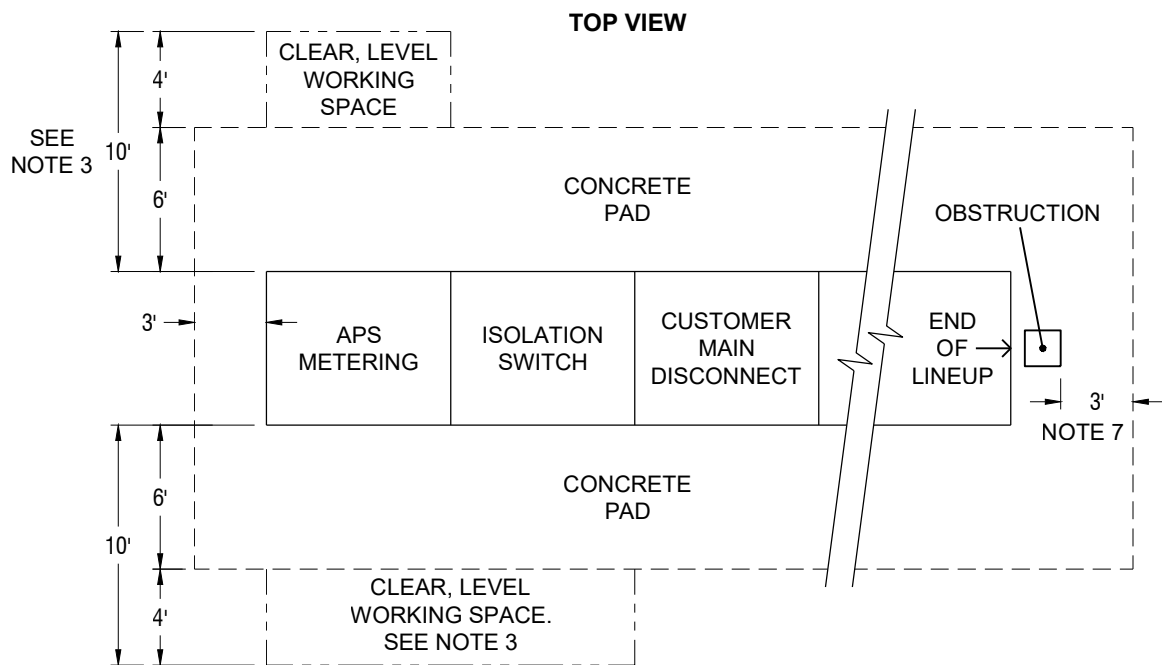 TOP VIEW
CLEAR, LEVEL
WORKING
SPACE
4'
SEE
NOTE 3
10'
6'
CONCRETE
PAD
OBSTRUCTION
3'
APS
METERING
ISOLATION
SWITCH
CUSTOMER
MAIN
DISCONNECT
END
OF
LINEUP
3'
NOTE 7
6'
CONCRETE
PAD
10'
4'
CLEAR, LEVEL
WORKING SPACE.
SEE NOTE 3